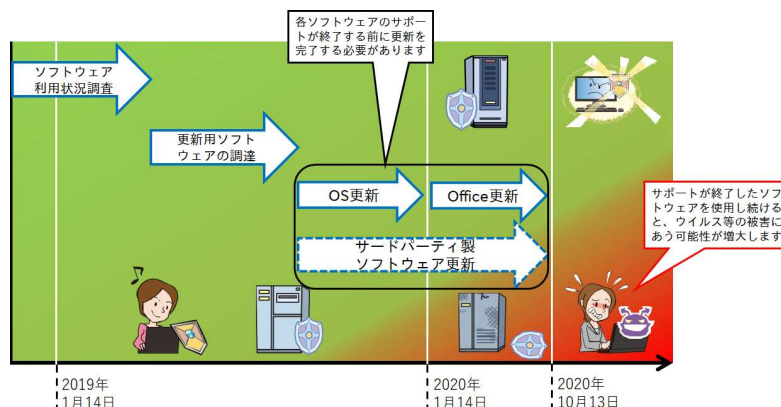 各ソフトウェアのサポー
トが終了する前に更新を
完了する必要があります
ソフトウェア
利用状況調査
更新用ソフト
ウェアの調達
OS更新
Office更新
サードパーティ製
ソフトウェア更新
サポートが終了したソフ
トウェアを使用し続ける
と、ウイルス等の被害に
あう可能性が増大します
2019年
1月14日
2020年
1月14日
2020年
10月13日